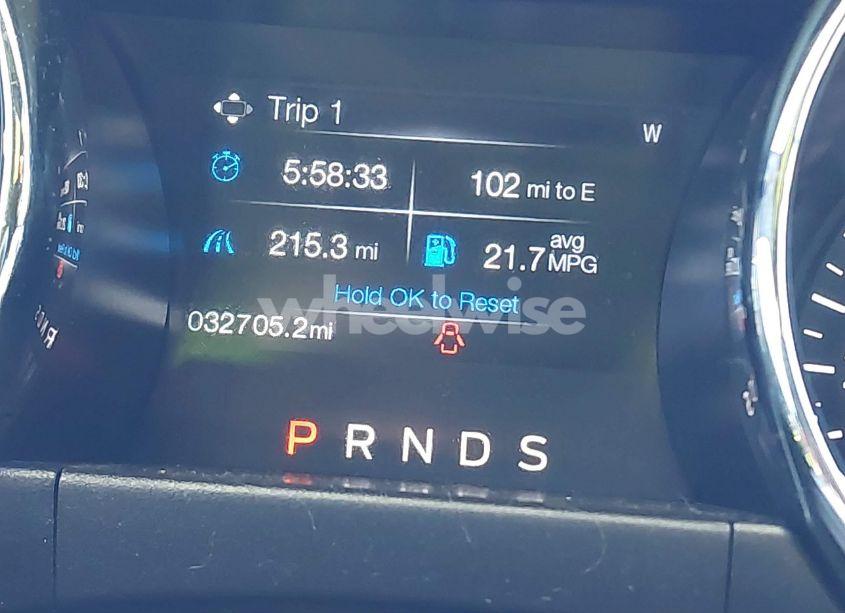 Trip 1
W
5:58:33
102 mi to E
215.3 mi
21.7 avg MPG
Hold OK to Reset
wheelwise
032705.2mi
P R N D S